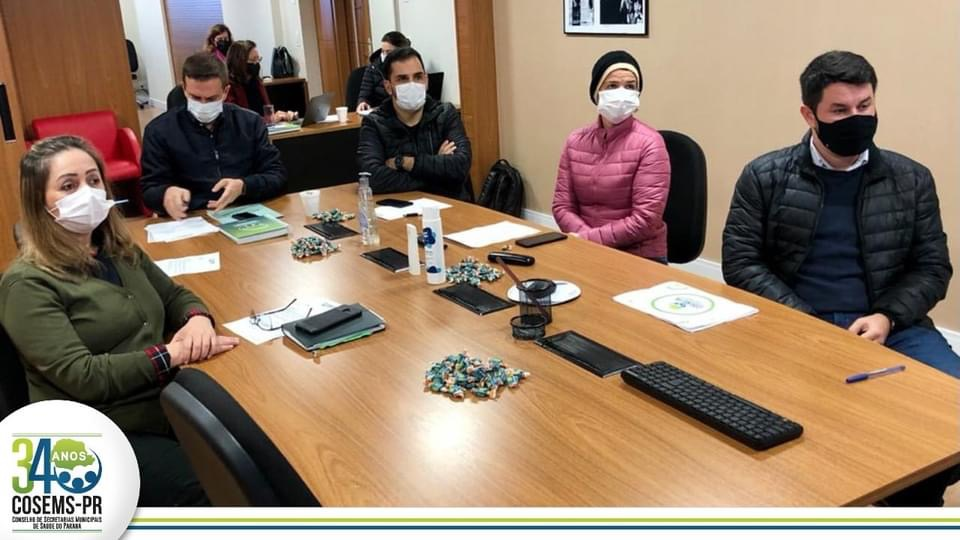 34
ANOS
COSEMS-PR
CONSELHO DE SECRETARIAS MUNICIPAIS
DE SAÚDE DO PARANÁ